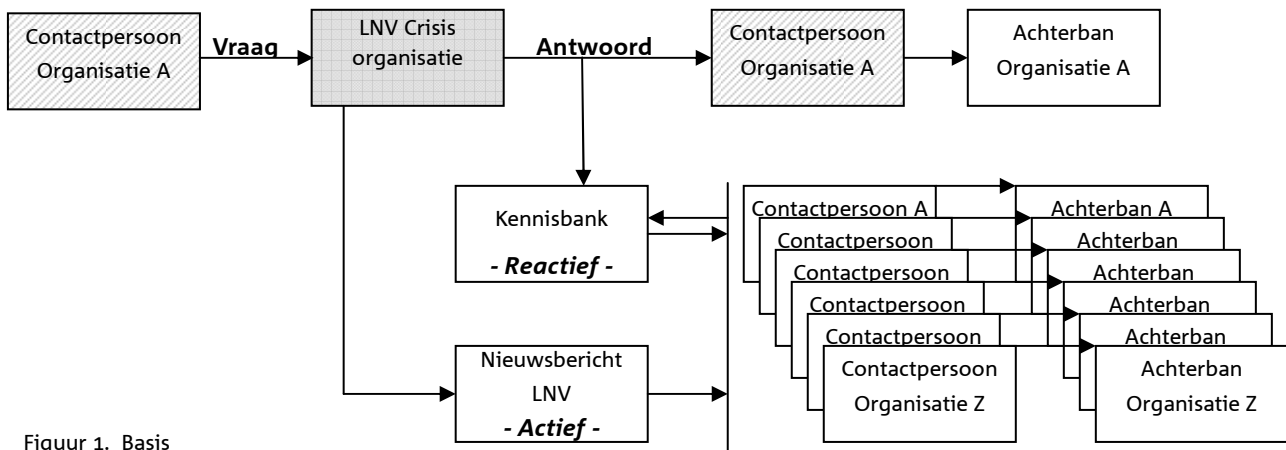 Contactpersoon
Organisatie A
Vraag
LNV Crisis
organisatie
Antwoord
Contactpersoon
Organisatie A
Achterban
Organisatie A
Kennisbank
- Reactief -
Nieuwsbericht
LNV
- Actief -
Contactpersoon A
Contactpersoon
Contactpersoon
Contactpersoon
Contactpersoon
Contactpersoon
Organisatie Z
Achterban A
Achterban
Achterban
Achterban
Achterban
Achterban
Organisatie Z
Figuur 1. Basis